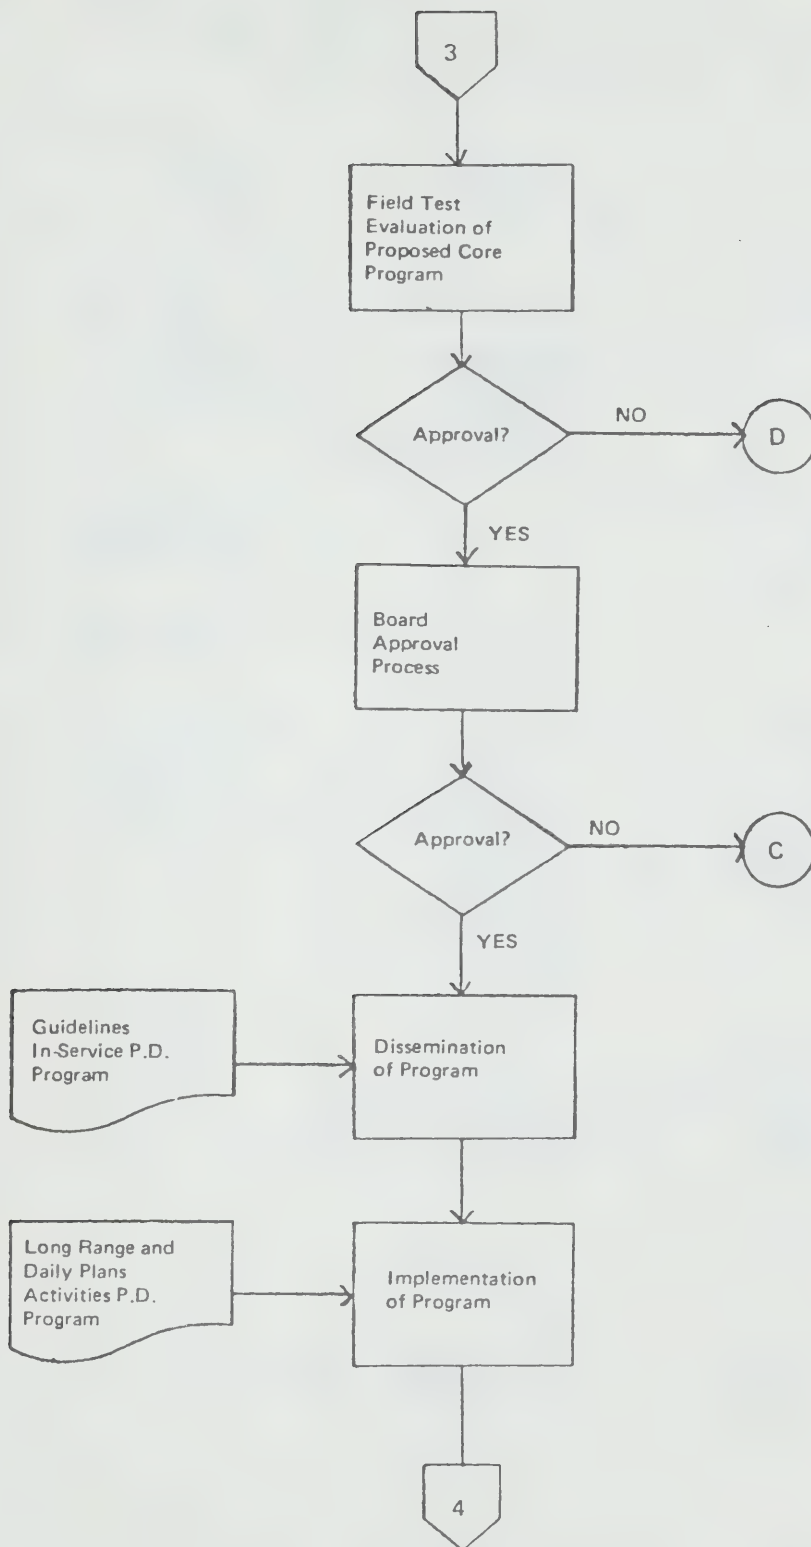 3
Field Test
Evaluation of
Proposed Core
Program
Approval?
NO
D
YES
Board
Approval
Process
Approval?
NO
C
YES
Guidelines
In-Service P.D.
Program
Dissemination
of Program
Long Range and
Daily Plans
Activities P.D.
Program
Implementation
of Program
4